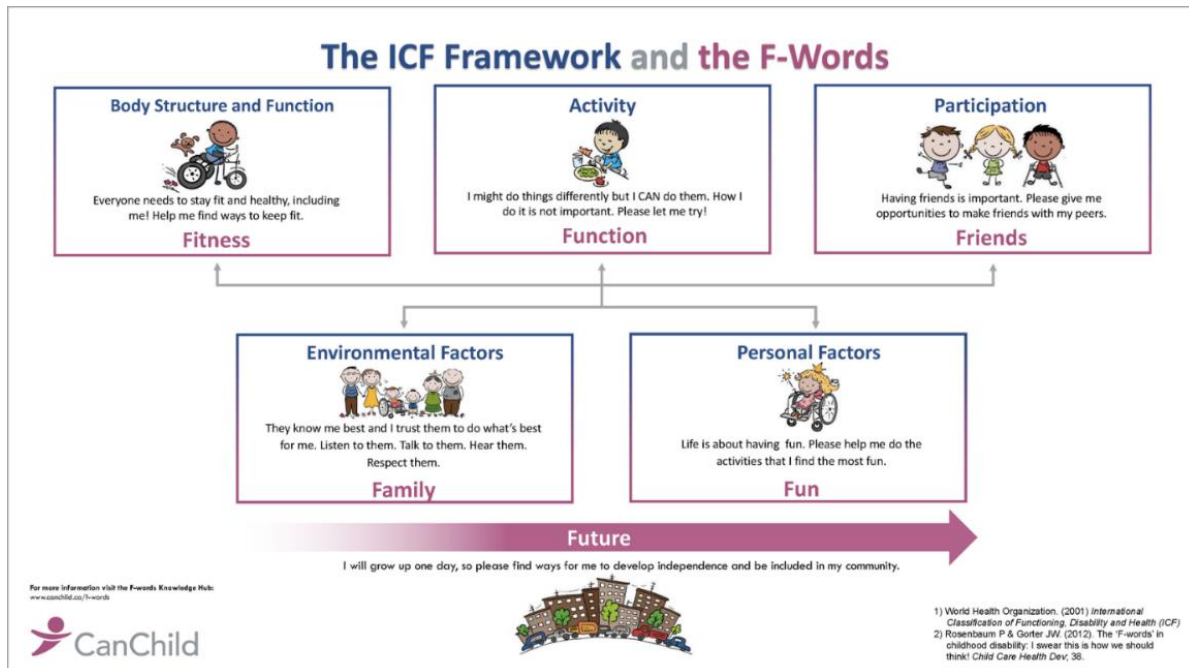 The ICF Framework and the F-Words
Body Structure and Function
Everyone needs to stay fit and healthy, including
me! Help me find ways to keep fit.
Fitness
Activity
I might do things differently but I CAN do them. How I
do it is not important. Please let me try!
Function
Participation
Having friends is important. Please give me
opportunities to make friends with my peers.
Friends
Environmental Factors
They know me best and I trust them to do what's best
for me. Listen to them. Talk to them. Hear them.
Respect them.
Family
Personal Factors
Life is about having fun. Please help me do the
activities that I find the most fun.
Fun
Future
I will grow up one day, so please find ways for me to develop independence and be included in my community.
For more information visit the F-words Knowledge Hub:
www.canchild.ca/f-words
CanChild
1) World Health Organization. (2001) International
Classification of Functioning, Disability and Health (ICF)
2) Rosenbaum P & Gorter JW. (2012). The 'F-words' in
childhood disability: I swear this is how we should
think! Child Care Health Dev; 38.